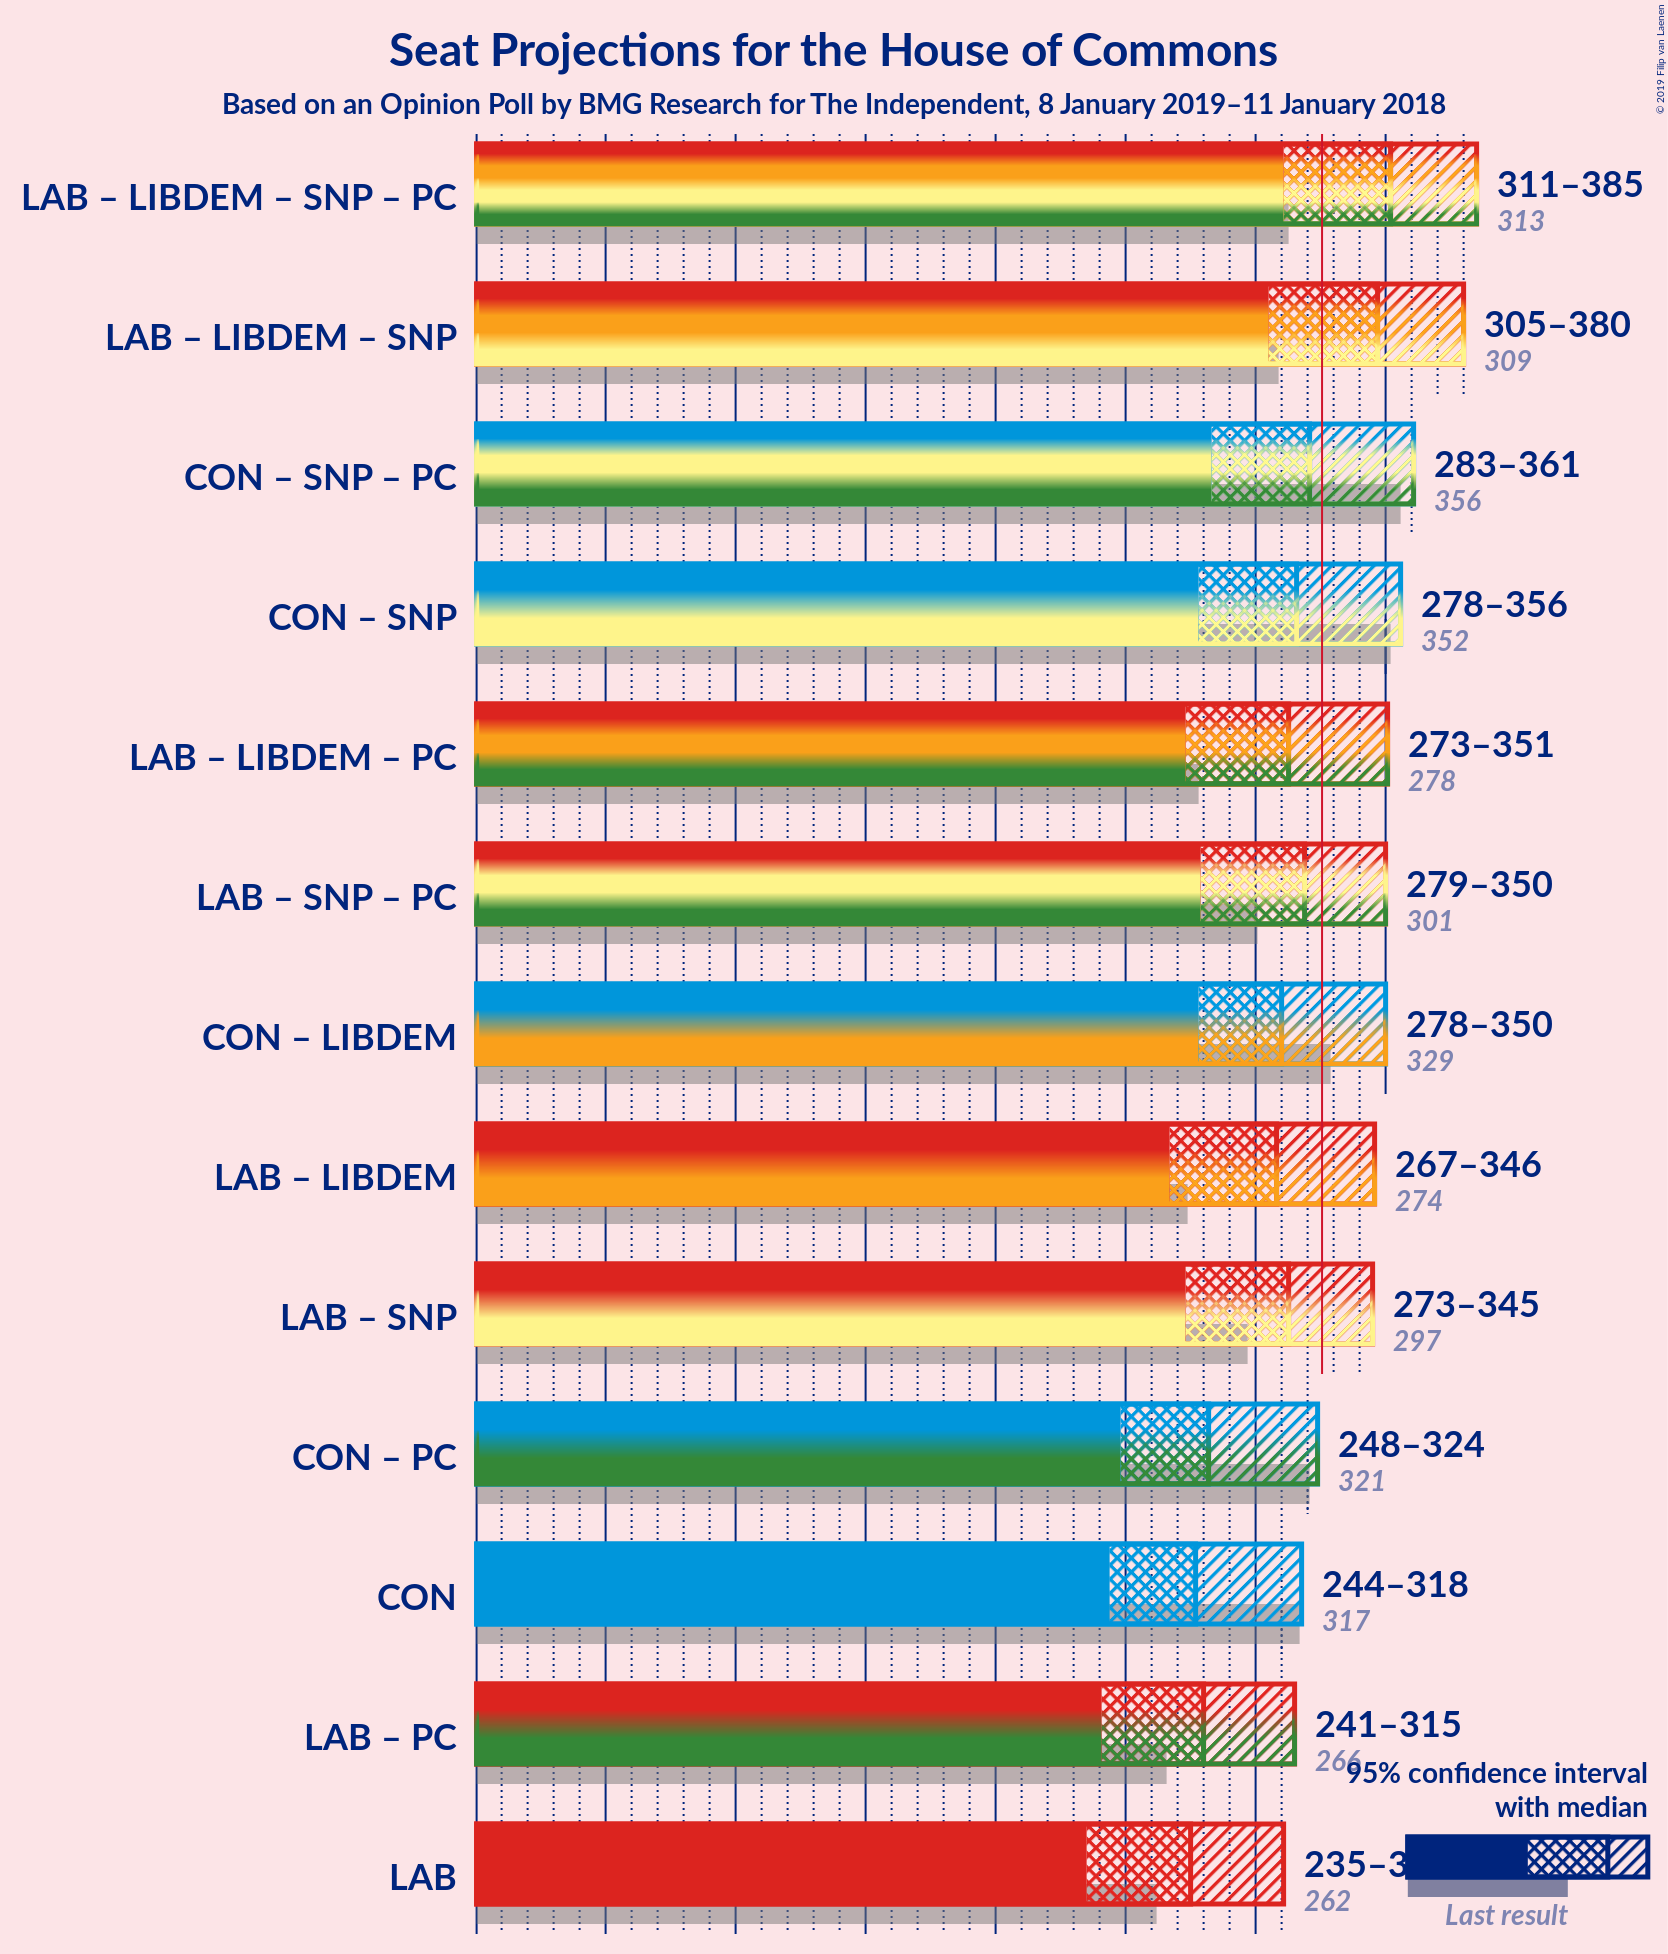 Seat Projections for the House of Commons
Based on an Opinion Poll by BMG Research for The Independent, 8 January 2019–11 January 2018
© 2019 Filip van Laenen
LAB – LIBDEM – SNP – PC
311–385
313
LAB – LIBDEM – SNP
305–380
309
CON – SNP – PC
283–361
356
CON – SNP
278–356
352
LAB – LIBDEM – PC
273–351
278
LAB – SNP – PC
279–350
301
CON – LIBDEM
278–350
329
LAB – LIBDEM
267–346
274
LAB – SNP
273–345
297
CON – PC
248–324
321
CON
244–318
317
LAB – PC
241–315
266
LAB
235–3
262
95% confidence interval
with median
Last result